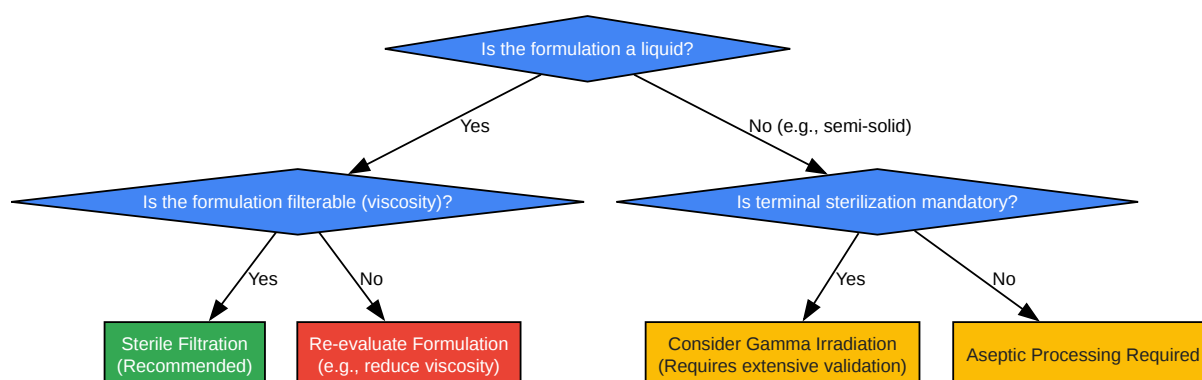 Is the formulation a liquid?
Yes
No (e.g., semi-solid)
Is the formulation filterable (viscosity)?
Is terminal sterilization mandatory?
Yes
No
Yes
No
Sterile Filtration
(Recommended)
Re-evaluate Formulation
(e.g., reduce viscosity)
Consider Gamma Irradiation
(Requires extensive validation)
Aseptic Processing Required